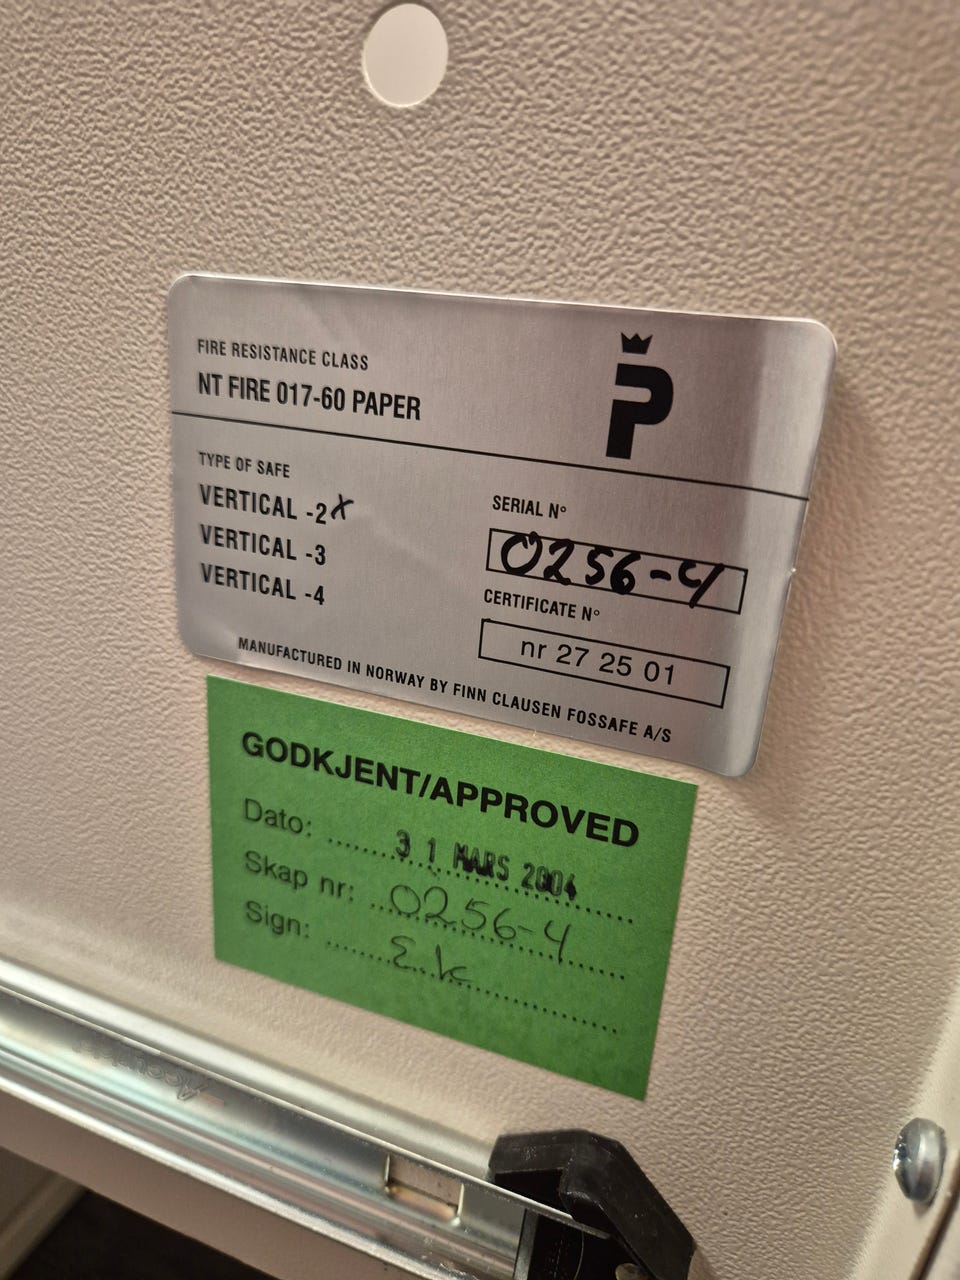 FIRE RESISTANCE CLASS
NT FIRE 017-60 PAPER
P
TYPE OF SAFE
VERTICAL -2 X
VERTICAL -3
VERTICAL -4
SERIAL N°
0256-4
CERTIFICATE N°
nr 27 25 01
MANUFACTURED IN NORWAY BY FINN CLAUSEN FOSSAFE A/S
GODKJENT/APPROVED
Dato: 31 MARS 2004
Skap nr: 0256-4
Sign: